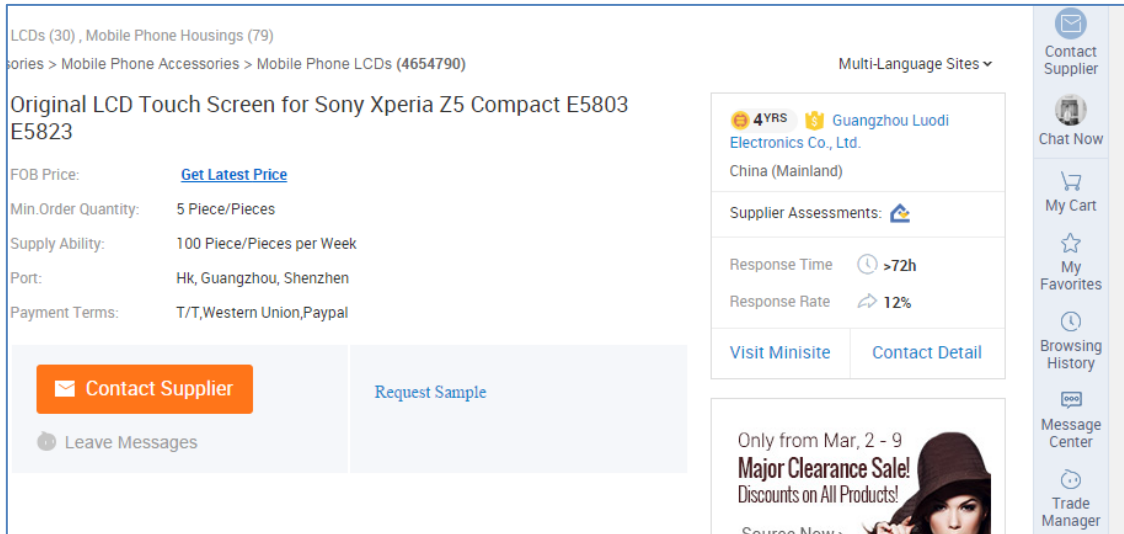 LCDs (30) , Mobile Phone Housings (79)
sories > Mobile Phone Accessories > Mobile Phone LCDs (4654790)
Multi-Language Sites
Original LCD Touch Screen for Sony Xperia Z5 Compact E5803
E5823
FOB Price: Get Latest Price
Min.Order Quantity: 5 Piece/Pieces
Supply Ability: 100 Piece/Pieces per Week
Port: Hk, Guangzhou, Shenzhen
Payment Terms: T/T,Western Union,Paypal
Contact Supplier
Leave Messages
Request Sample
4YRS Guangzhou Luodi
Electronics Co., Ltd.
China (Mainland)
Supplier Assessments:
Response Time >72h
Response Rate 12%
Visit Minisite Contact Detail
Only from Mar, 2 - 9
Major Clearance Sale!
Discounts on All Products!
Source Now >
Contact
Supplier
Chat Now
My Cart
My
Favorites
Browsing
History
Message
Center
Trade
Manager